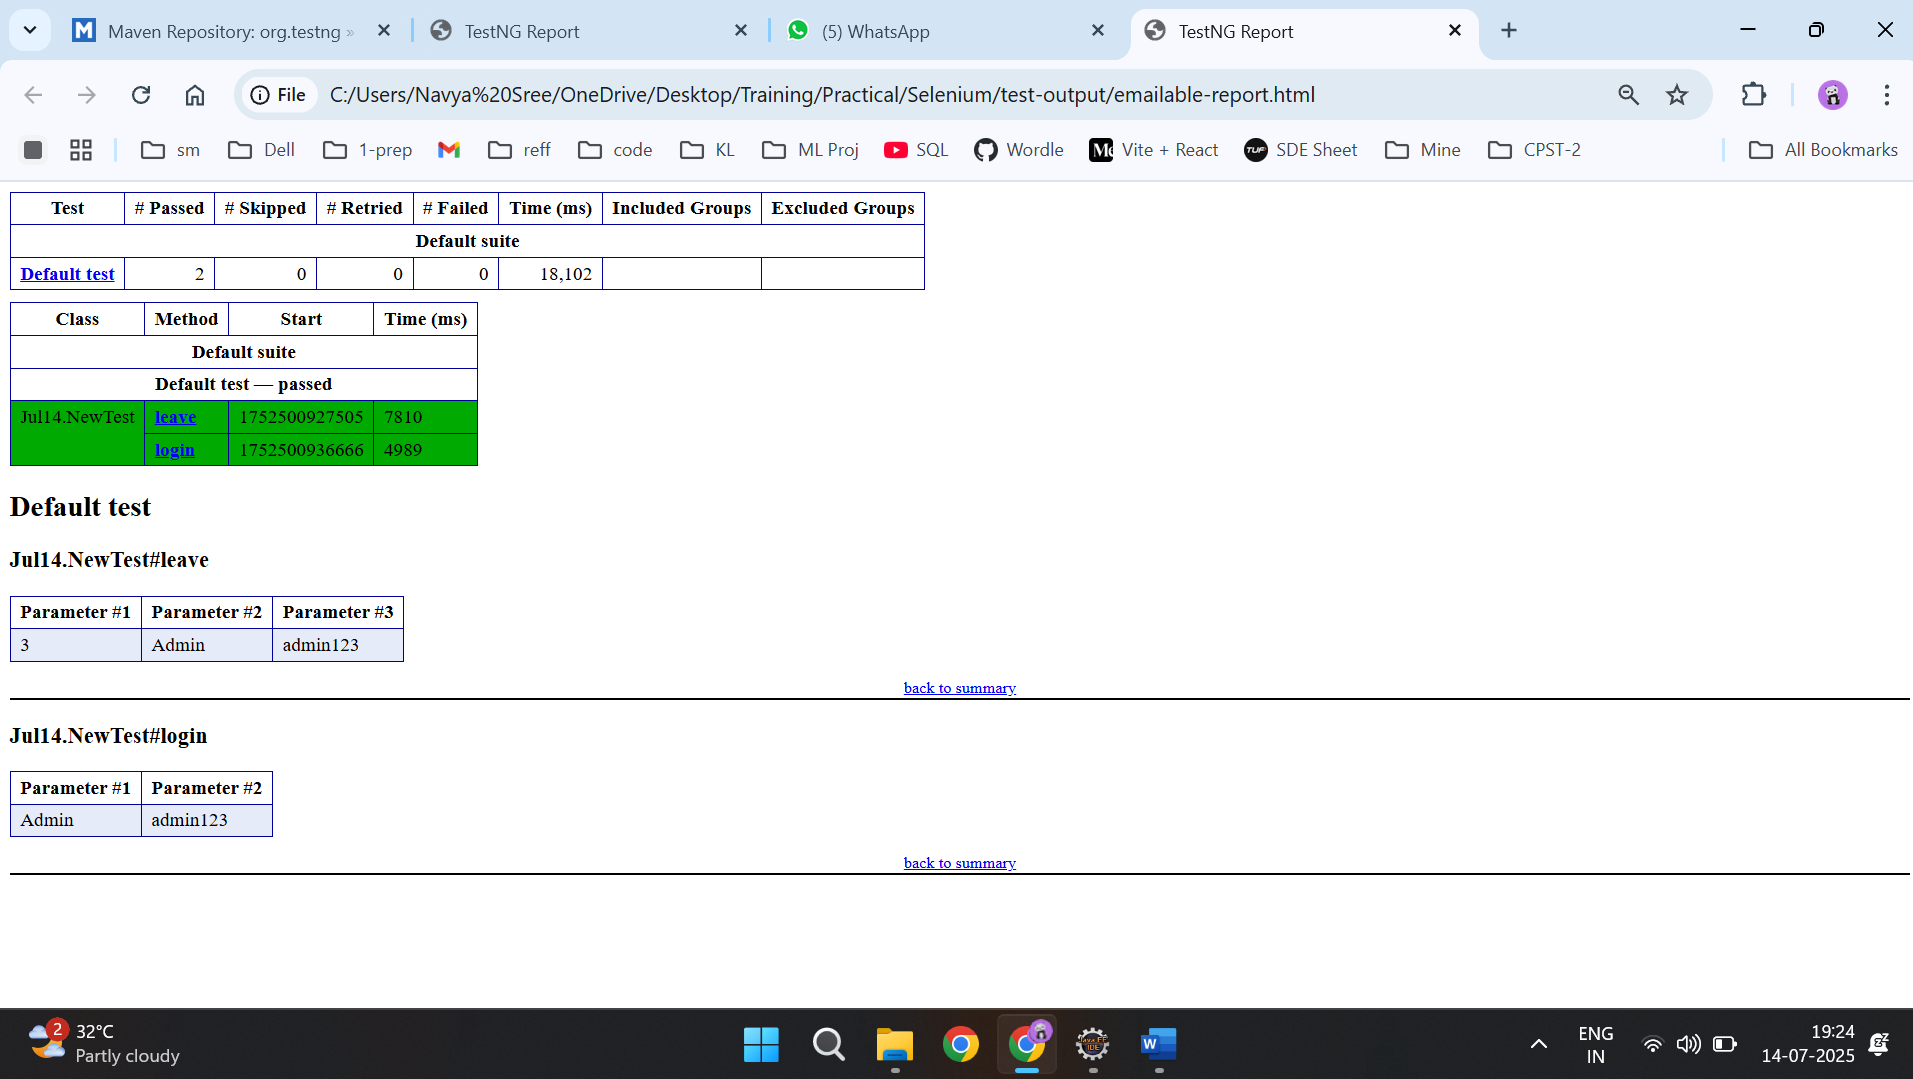 Maven Repository: org.testng »
TestNG Report
(5) WhatsApp
TestNG Report
File
C:/Users/Navya%20Sree/OneDrive/Desktop/Training/Practical/Selenium/test-output/emailable-report.html
sm
Dell
1-prep
reff
code
KL
ML Proj
SQL
Wordle
Vite + React
TUF
SDE Sheet
Mine
CPST-2
All Bookmarks
Test # Passed # Skipped # Retried # Failed Time (ms) Included Groups Excluded Groups
Default suite
Default test 2 0 0 0 18,102
Class Method Start Time (ms)
Default suite
Default test — passed
Jul14.NewTest leave 1752500927505 7810
login 1752500936666 4989
Default test
Jul14.NewTest#leave
Parameter #1 Parameter #2 Parameter #3
3 Admin admin123
back to summary
Jul14.NewTest#login
Parameter #1 Parameter #2
Admin admin123
back to summary
2
32°C
Partly cloudy
ENG
IN
19:24
14-07-2025